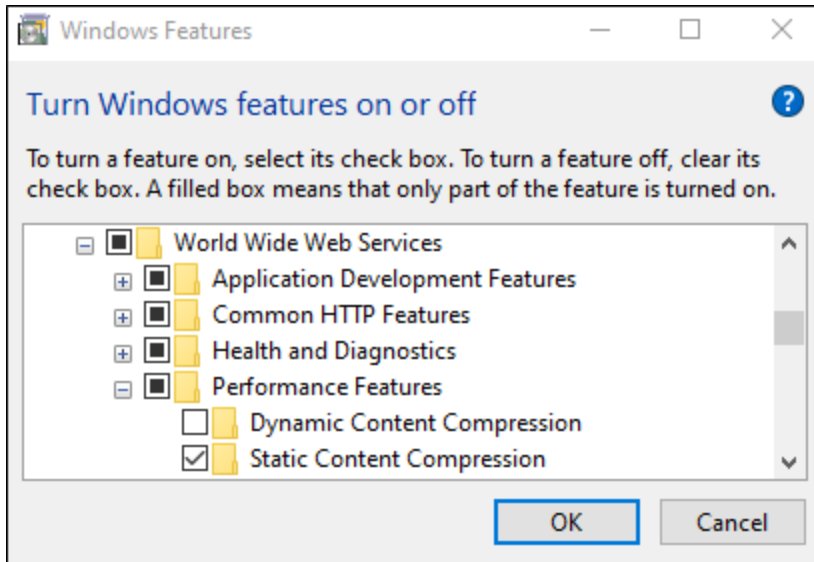 Windows Features
Turn Windows features on or off
?
To turn a feature on, select its check box. To turn a feature off, clear its
check box. A filled box means that only part of the feature is turned on.
World Wide Web Services
Application Development Features
Common HTTP Features
Health and Diagnostics
Performance Features
Dynamic Content Compression
Static Content Compression
OK
Cancel